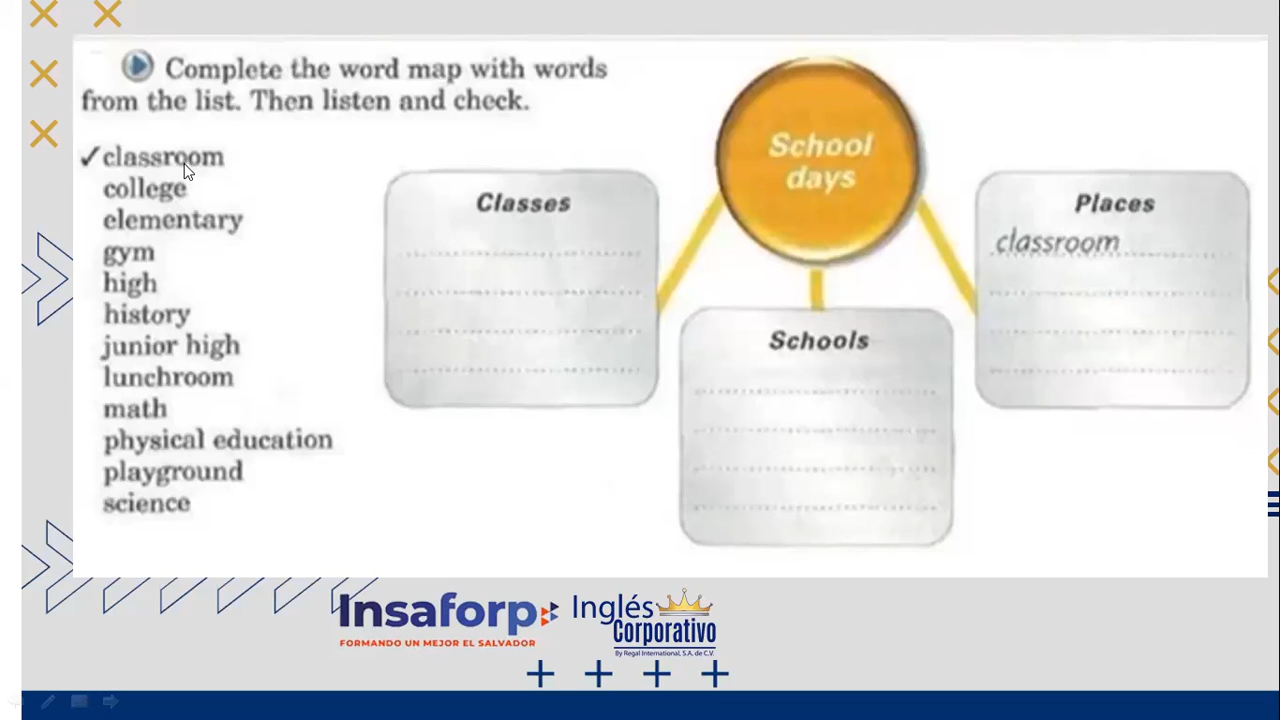 Complete the word map with words
from the list. Then listen and check.
✓classroom
college
elementary
gym
high
history
junior high
lunchroom
math
physical education
playground
science
Classes
School
days
Schools
Places
classroom
Insaforp
FORMANDO UN MEJOR EL SALVADOR
Inglés
Corporativo
By Regal International, S.A. de C.V.